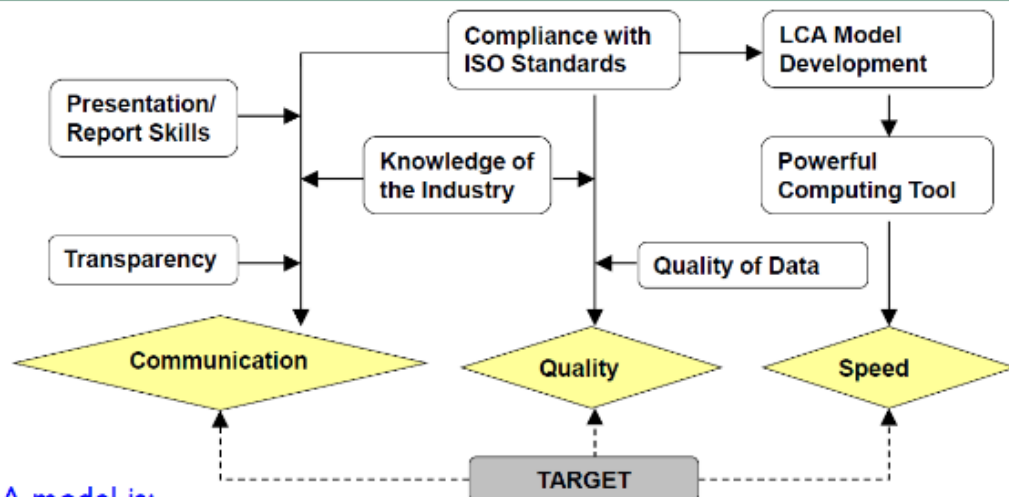 Compliance with
ISO Standards
LCA Model
Development
Presentation/
Report Skills
Knowledge of
the Industry
Powerful
Computing Tool
Transparency
Quality of Data
Communication
Quality
Speed
TARGET
A model is: